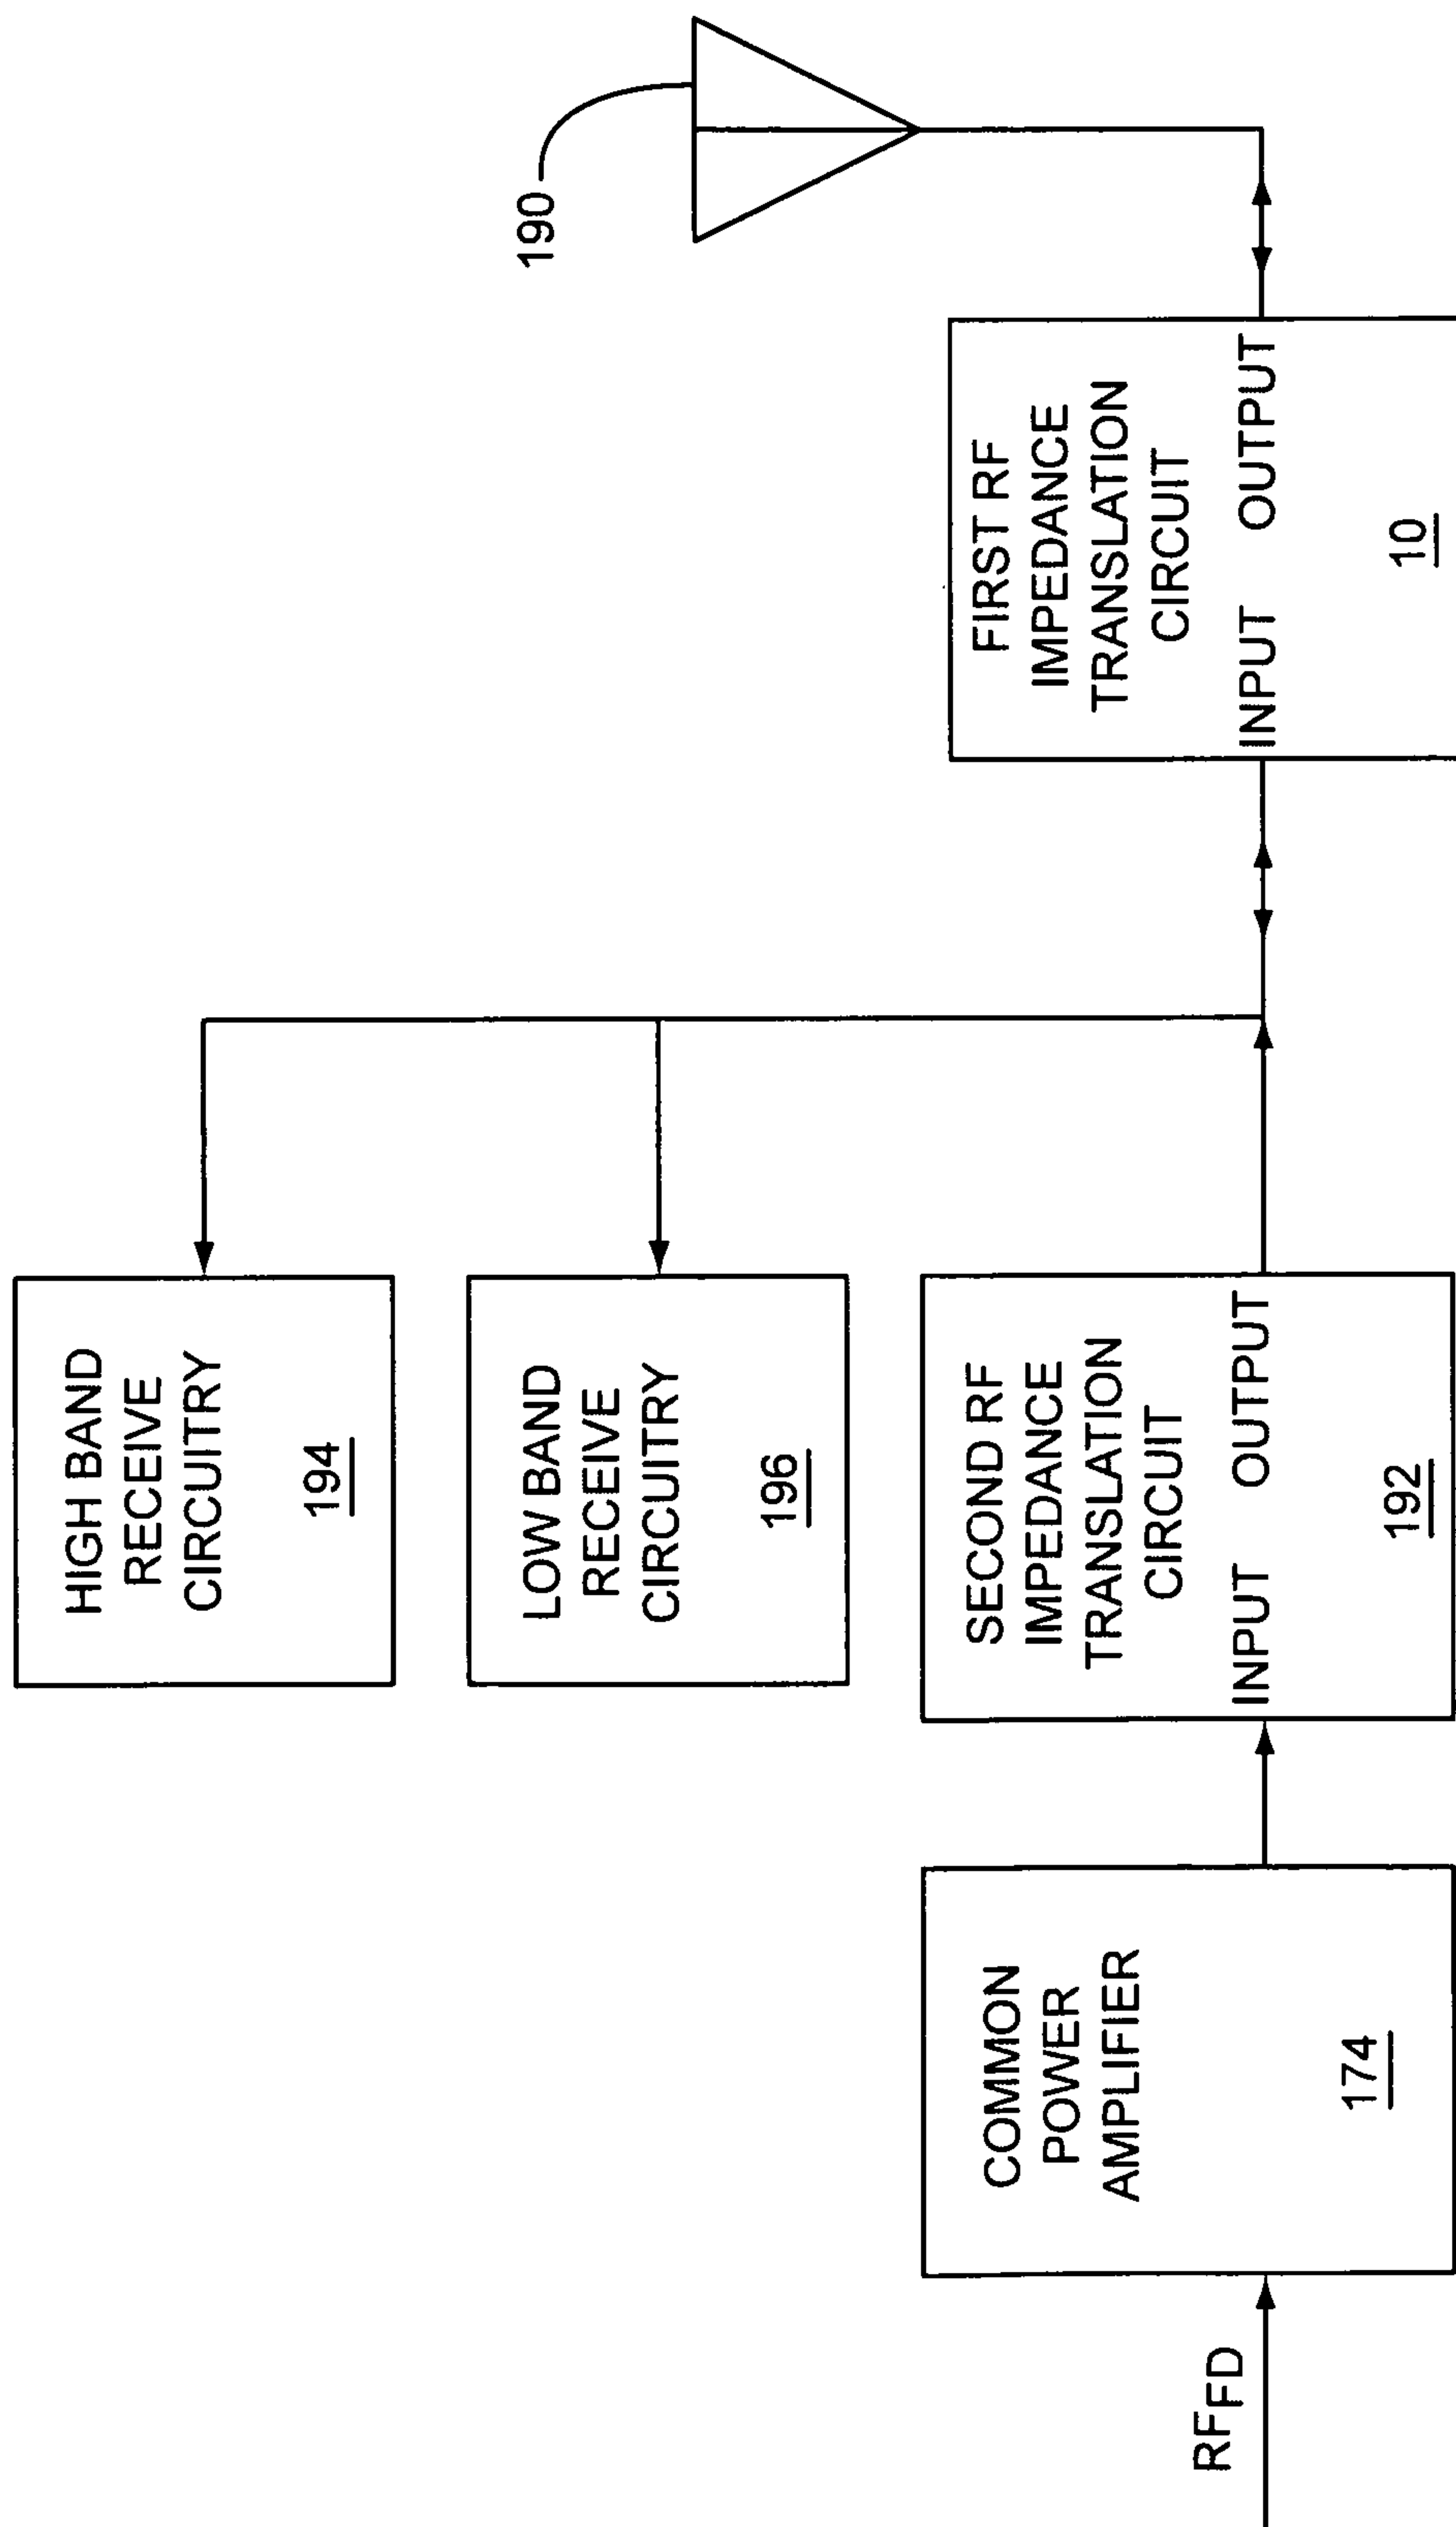 HIGH BAND
RECEIVE
CIRCUITRY
194
190
LOW BAND
RECEIVE
CIRCUITRY
196
COMMON
POWER
AMPLIFIER
174
SECOND RF
IMPEDANCE
TRANSLATION
CIRCUIT
INPUT OUTPUT
192
FIRST RF
IMPEDANCE
TRANSLATION
CIRCUIT
INPUT OUTPUT
10
RFFD